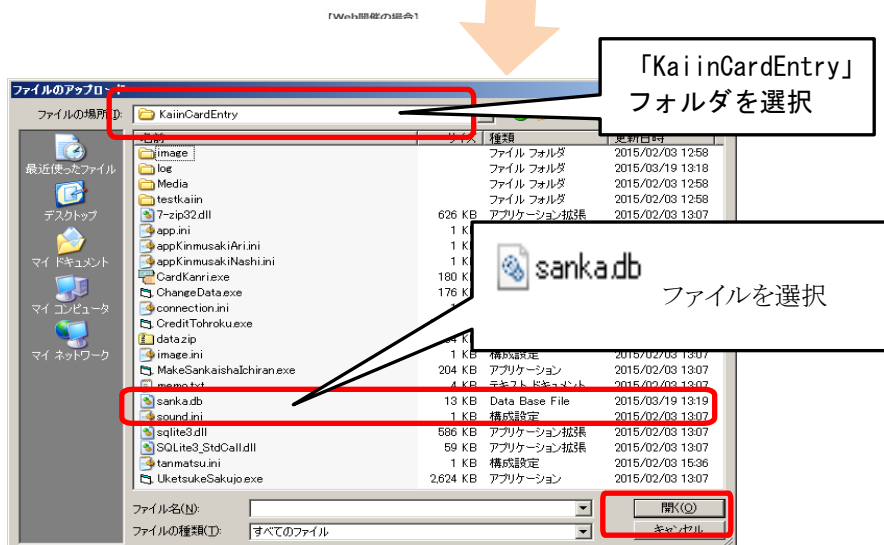 【Web開催の場合】
「KaiinCardEntry」
フォルダを選択
ファイルのアップロード
ファイルの場所(I):
KaiinCardEntry
名前 サイズ 種類 更新日時
image ファイル フォルダ 2015/02/03 12:58
log ファイル フォルダ 2015/03/19 13:18
Media ファイル フォルダ 2015/02/03 12:58
testkaiin ファイル フォルダ 2015/02/03 12:58
7-zip32.dll 626 KB アプリケーション拡張 2015/02/03 13:07
app.ini 1 K
appKinmusakiAri.ini 1 K
appKinmusakiNashi.ini 1 K
CardKanri.exe 180 K
ChangeData.exe 176 K
connection.ini
CreditTohroku.exe
data.zip
image.ini 1 KB 構成設定 2015/02/03 13:07
MakeSankaishaIchiran.exe 204 KB アプリケーション 2015/02/03 13:07
memo.txt 4 KB テキスト ドキュメント 2015/02/03 13:07
sanka.db 13 KB Data Base File 2015/03/19 13:19
sound.ini 1 KB 構成設定 2015/02/03 13:07
sqlite3.dll 586 KB アプリケーション拡張 2015/02/03 13:07
SQLite3_StdCall.dll 59 KB アプリケーション拡張 2015/02/03 13:07
tanmatsu.ini 1 KB 構成設定 2015/02/03 15:36
UketsukeSakujo.exe 2,624 KB アプリケーション 2015/02/03 13:07
最近使ったファイル
デスクトップ
マイ ドキュメント
マイ コンピュータ
マイ ネットワーク
sanka.db
ファイルを選択
ファイル名(N):
開く(O)
ファイルの種類(T):
すべてのファイル
キャンセル